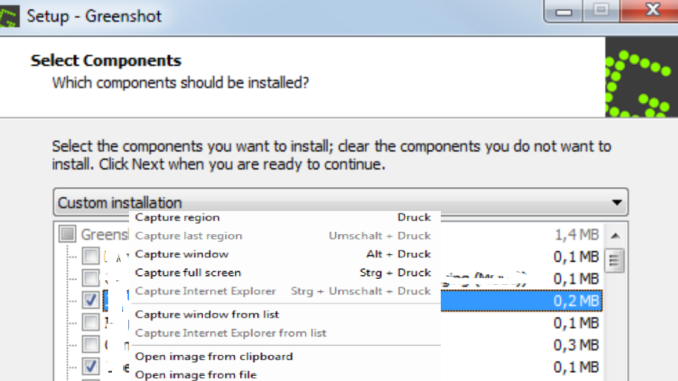 Setup - Greenshot
Select Components
Which components should be installed?
Select the components you want to install; clear the components you do not want to
install. Click Next when you are ready to continue.
Custom installation
Capture region Druck
1,4 MB
Capture last region Umschalt + Druck
Capture window Alt + Druck
0,1 MB
Capture full screen Strg + Druck
0,1 MB
Capture Internet Explorer Strg + Umschalt + Druck
0,2 MB
Capture window from list
0,1 MB
Capture Internet Explorer from list
0,3 MB
Open image from clipboard
0,1 MB
Open image from file